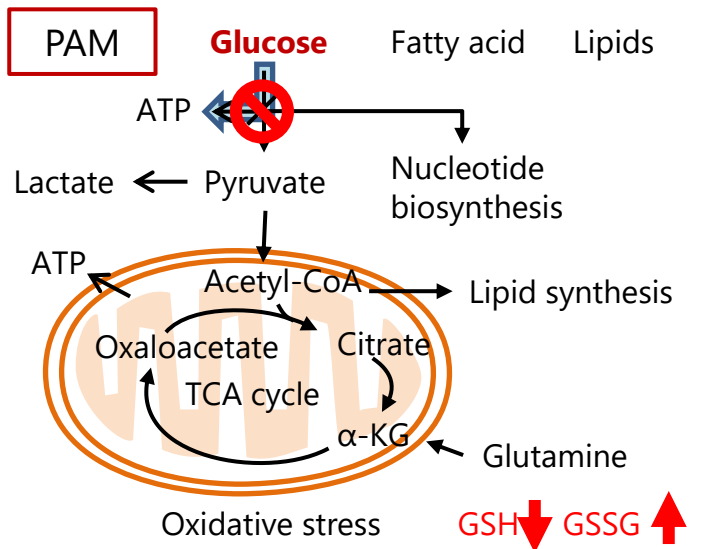 PAM
Glucose
Fatty acid
Lipids
ATP
Nucleotide
biosynthesis
Lactate
Pyruvate
ATP
Acetyl-CoA
Lipid synthesis
Oxaloacetate
Citrate
TCA cycle
α-KG
Glutamine
Oxidative stress
GSH
GSSG